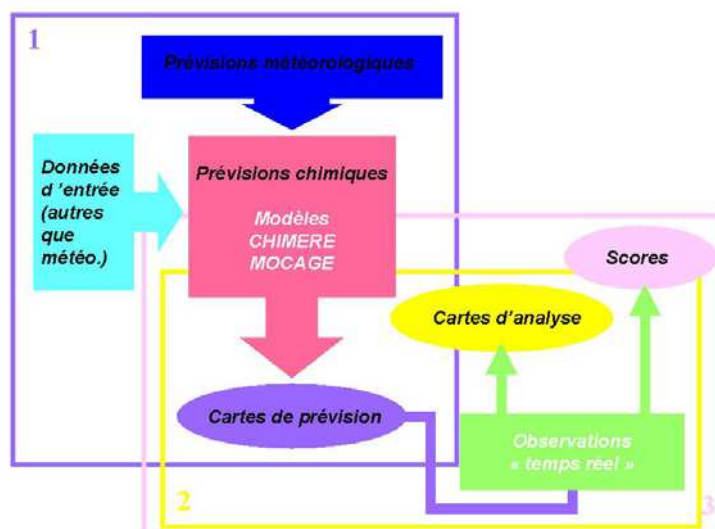 1
Prévisions météorologiques
Données
d ’entrée
(autres
que
météo.)
Prévisions chimiques
Modèles
CHIMERE
MOCAGE
Scores
Cartes d’analyse
Cartes de prévision
Observations
« temps réel »
2
3